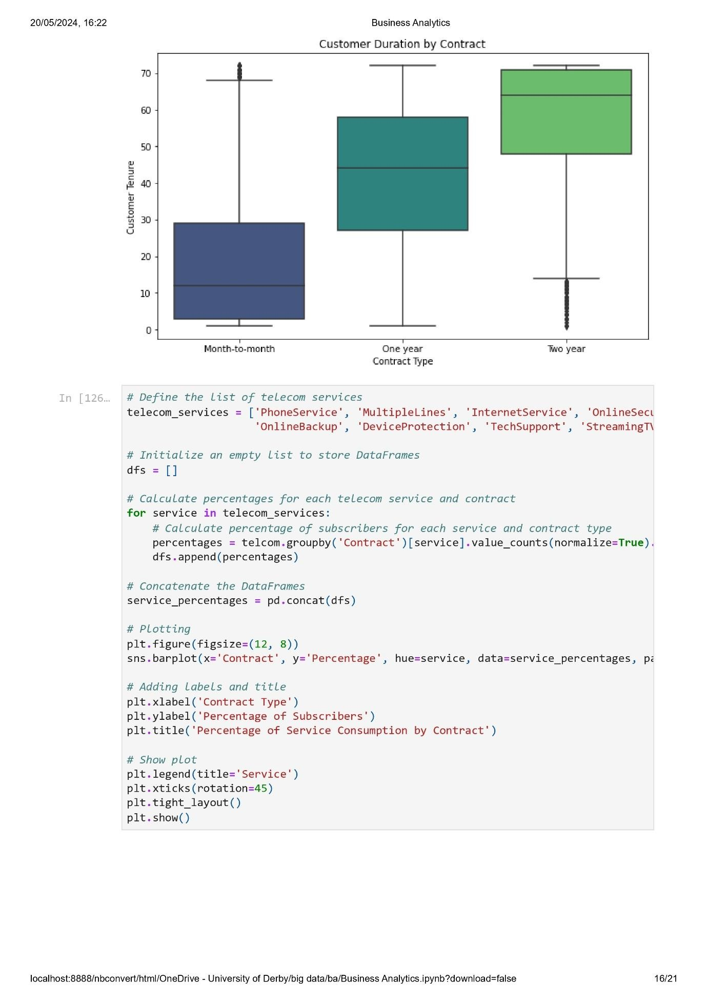 20/05/2024, 16:22 Business Analytics
Customer Duration by Contract
70
60
50
40
30
20
10
0
Customer Tenure
Month-to-month One year Two year
Contract Type
In [126…
# Define the list of telecom services
telecom_services = ['PhoneService', 'MultipleLines', 'InternetService', 'OnlineSecu
'OnlineBackup', 'DeviceProtection', 'TechSupport', 'StreamingTV
# Initialize an empty list to store DataFrames
dfs = []
# Calculate percentages for each telecom service and contract
for service in telecom_services:
# Calculate percentage of subscribers for each service and contract type
percentages = telcom.groupby('Contract')[service].value_counts(normalize=True).
dfs.append(percentages)
# Concatenate the DataFrames
service_percentages = pd.concat(dfs)
# Plotting
plt.figure(figsize=(12, 8))
sns.barplot(x='Contract', y='Percentage', hue=service, data=service_percentages, pa
# Adding labels and title
plt.xlabel('Contract Type')
plt.ylabel('Percentage of Subscribers')
plt.title('Percentage of Service Consumption by Contract')
# Show plot
plt.legend(title='Service')
plt.xticks(rotation=45)
plt.tight_layout()
plt.show()
localhost:8888/nbconvert/html/OneDrive - University of Derby/big data/ba/Business Analytics.ipynb?download=false 16/21